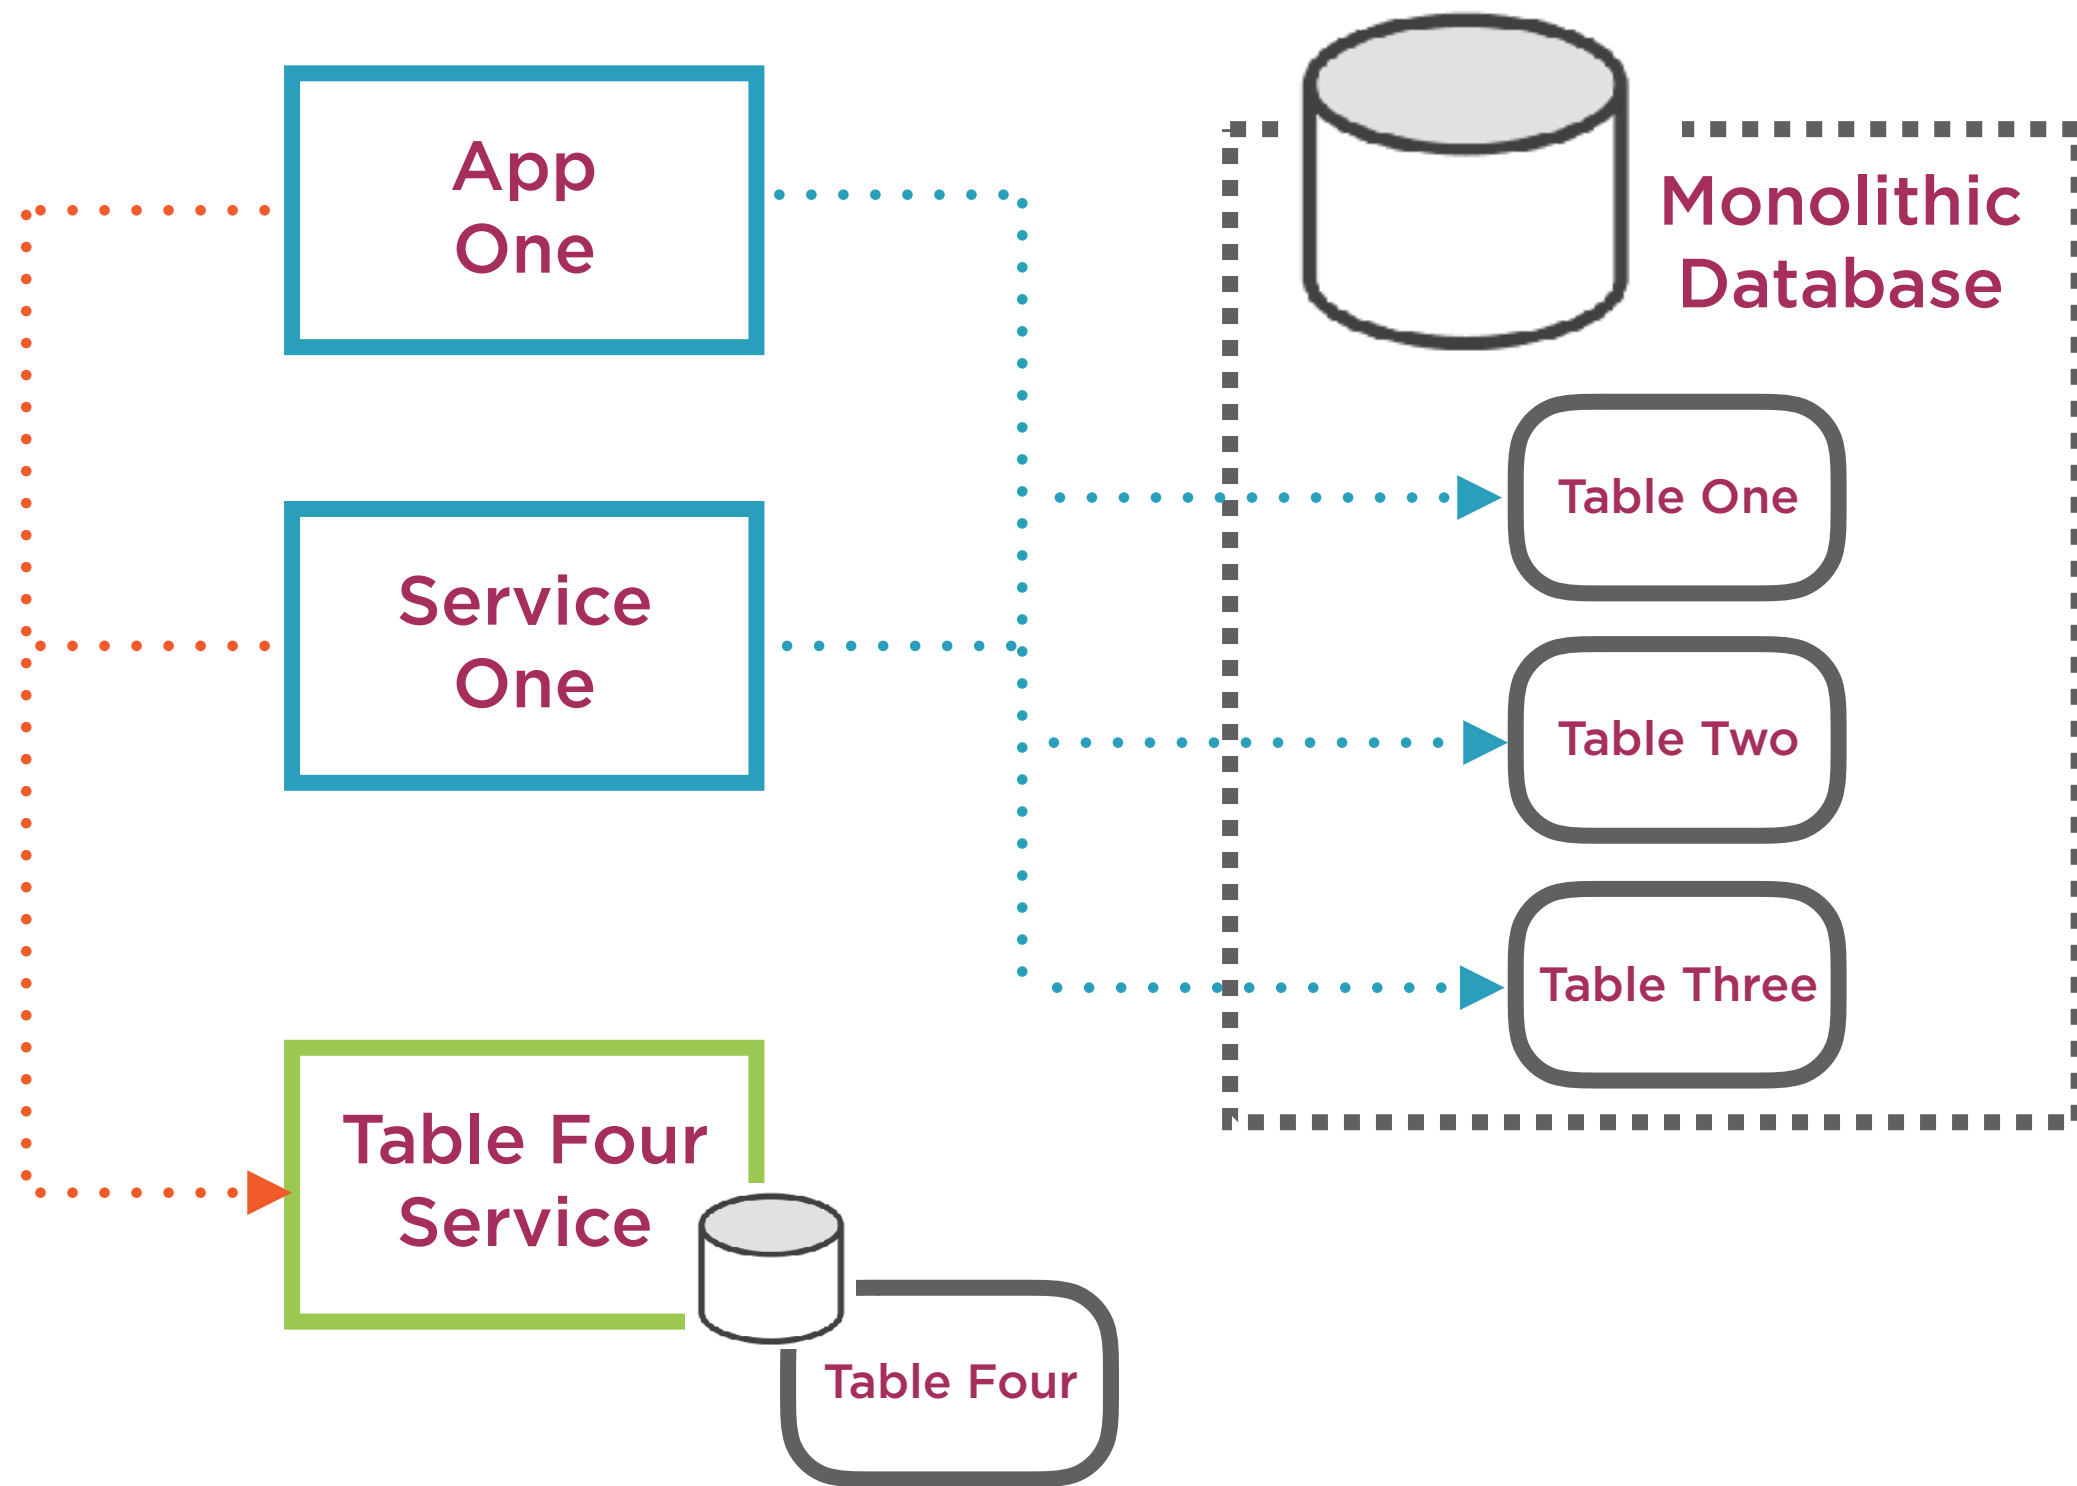 App
One
Monolithic
Database
Table One
Service
One
Table Two
Table Three
Table Four
Service
Table Four